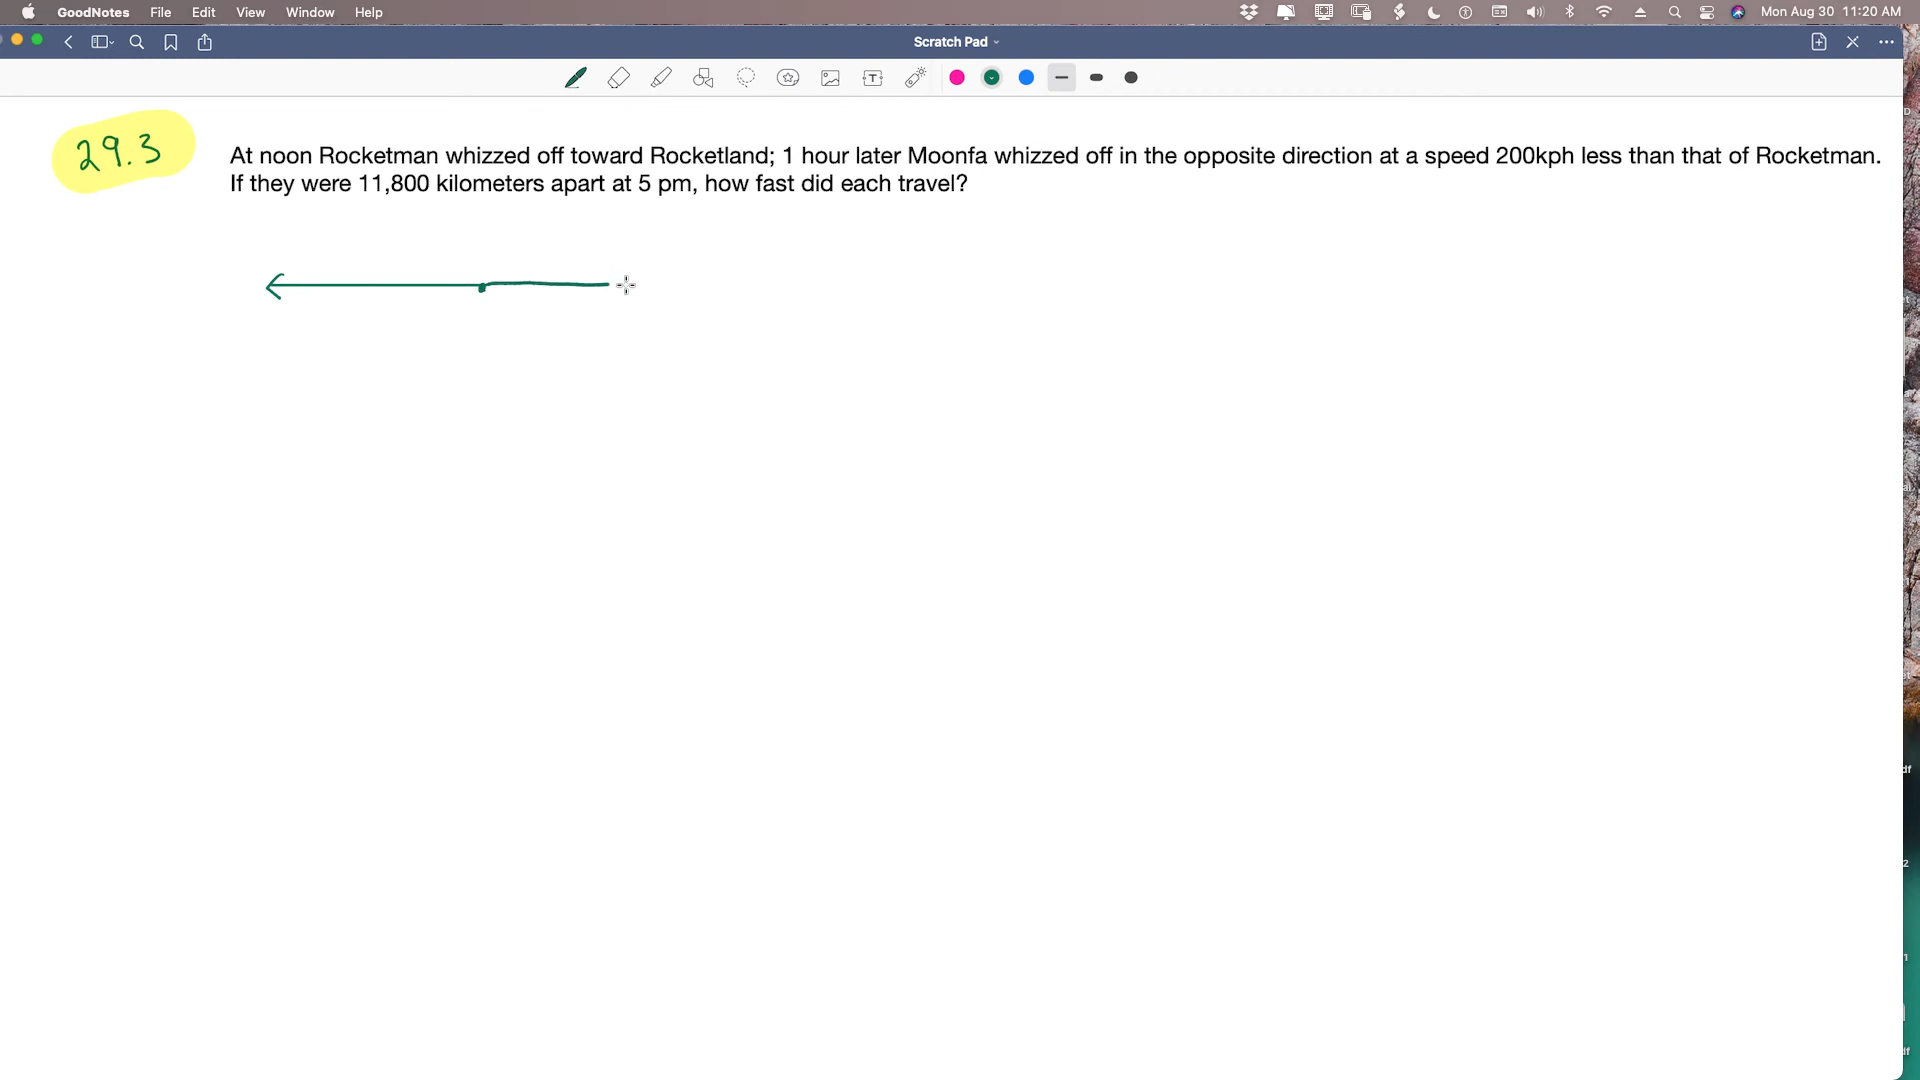 GoodNotes File Edit View Window Help Mon Aug 30 11:20 AM
Scratch Pad
29.3
At noon Rocketman whizzed off toward Rocketland; 1 hour later Moonfa whizzed off in the opposite direction at a speed 200kph less than that of Rocketman.
If they were 11,800 kilometers apart at 5 pm, how fast did each travel?